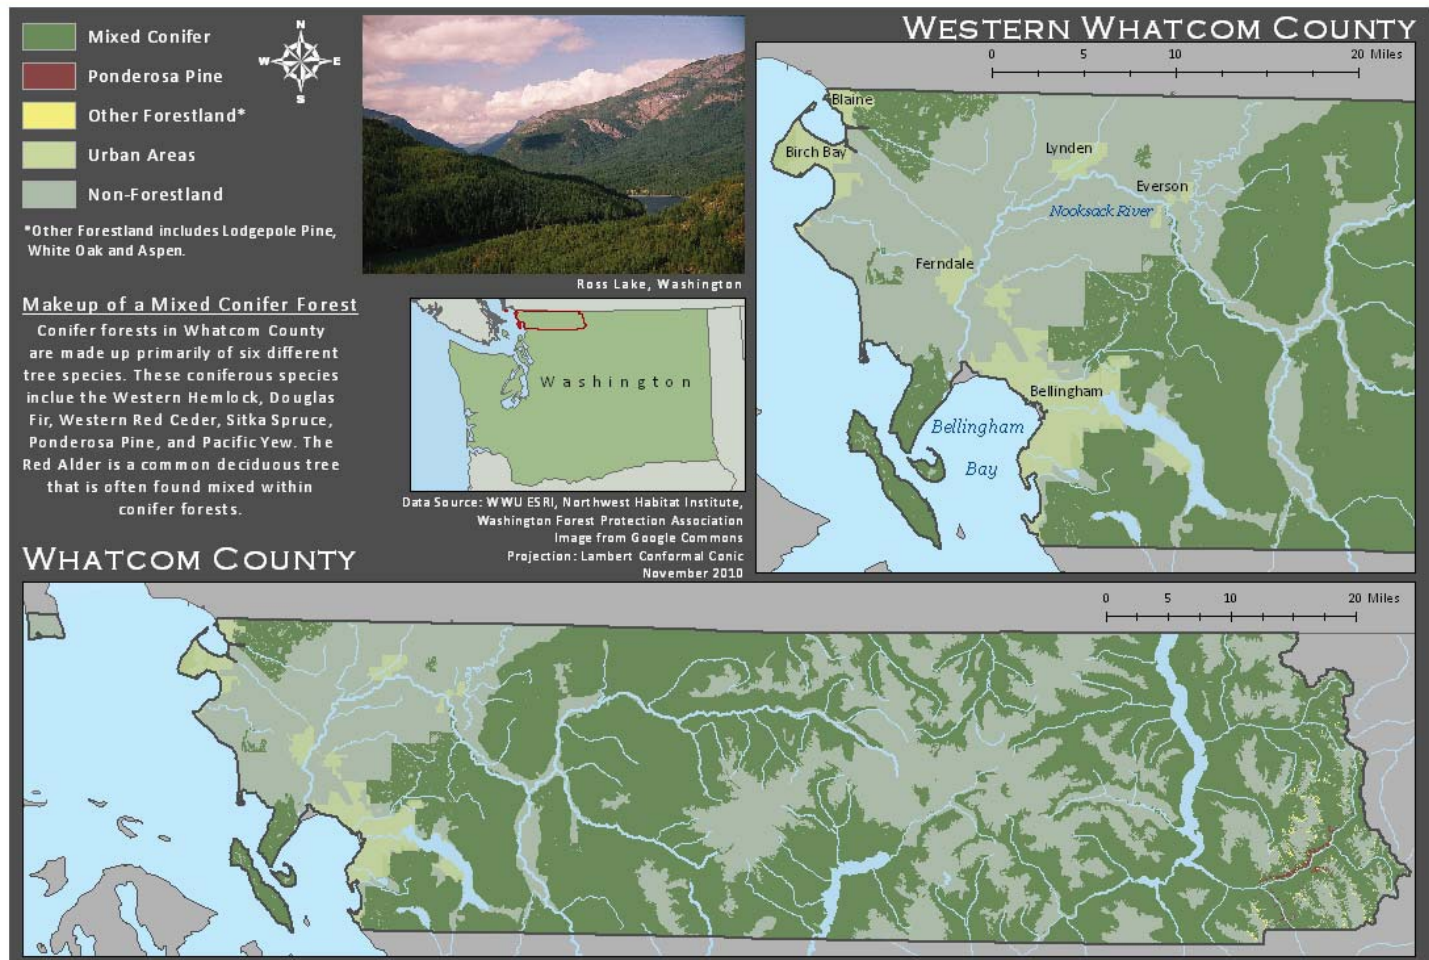 Mixed Conifer
Ponderosa Pine
Other Forestland*
Urban Areas
Non-Forestland
*Other Forestland includes Lodgepole Pine,
White Oak and Aspen.
N
W
E
S
Ross Lake, Washington
Makeup of a Mixed Conifer Forest
Conifer forests in Whatcom County
are made up primarily of six different
tree species. These coniferous species
inclue the Western Hemlock, Douglas
Fir, Western Red Ceder, Sitka Spruce,
Ponderosa Pine, and Pacific Yew. The
Red Alder is a common deciduous tree
that is often found mixed within
conifer forests.
Washington
Data Source: WWU ESRI, Northwest Habitat Institute,
Washington Forest Protection Association
Image from Google Commons
Projection: Lambert Conformal Conic
November 2010
Western Whatcom County
0 5 10 20 Miles
Blaine
Birch Bay
Lynden
Everson
Nooksack River
Ferndale
Bellingham
Bellingham
Bay
Whatcom County
0 5 10 20 Miles